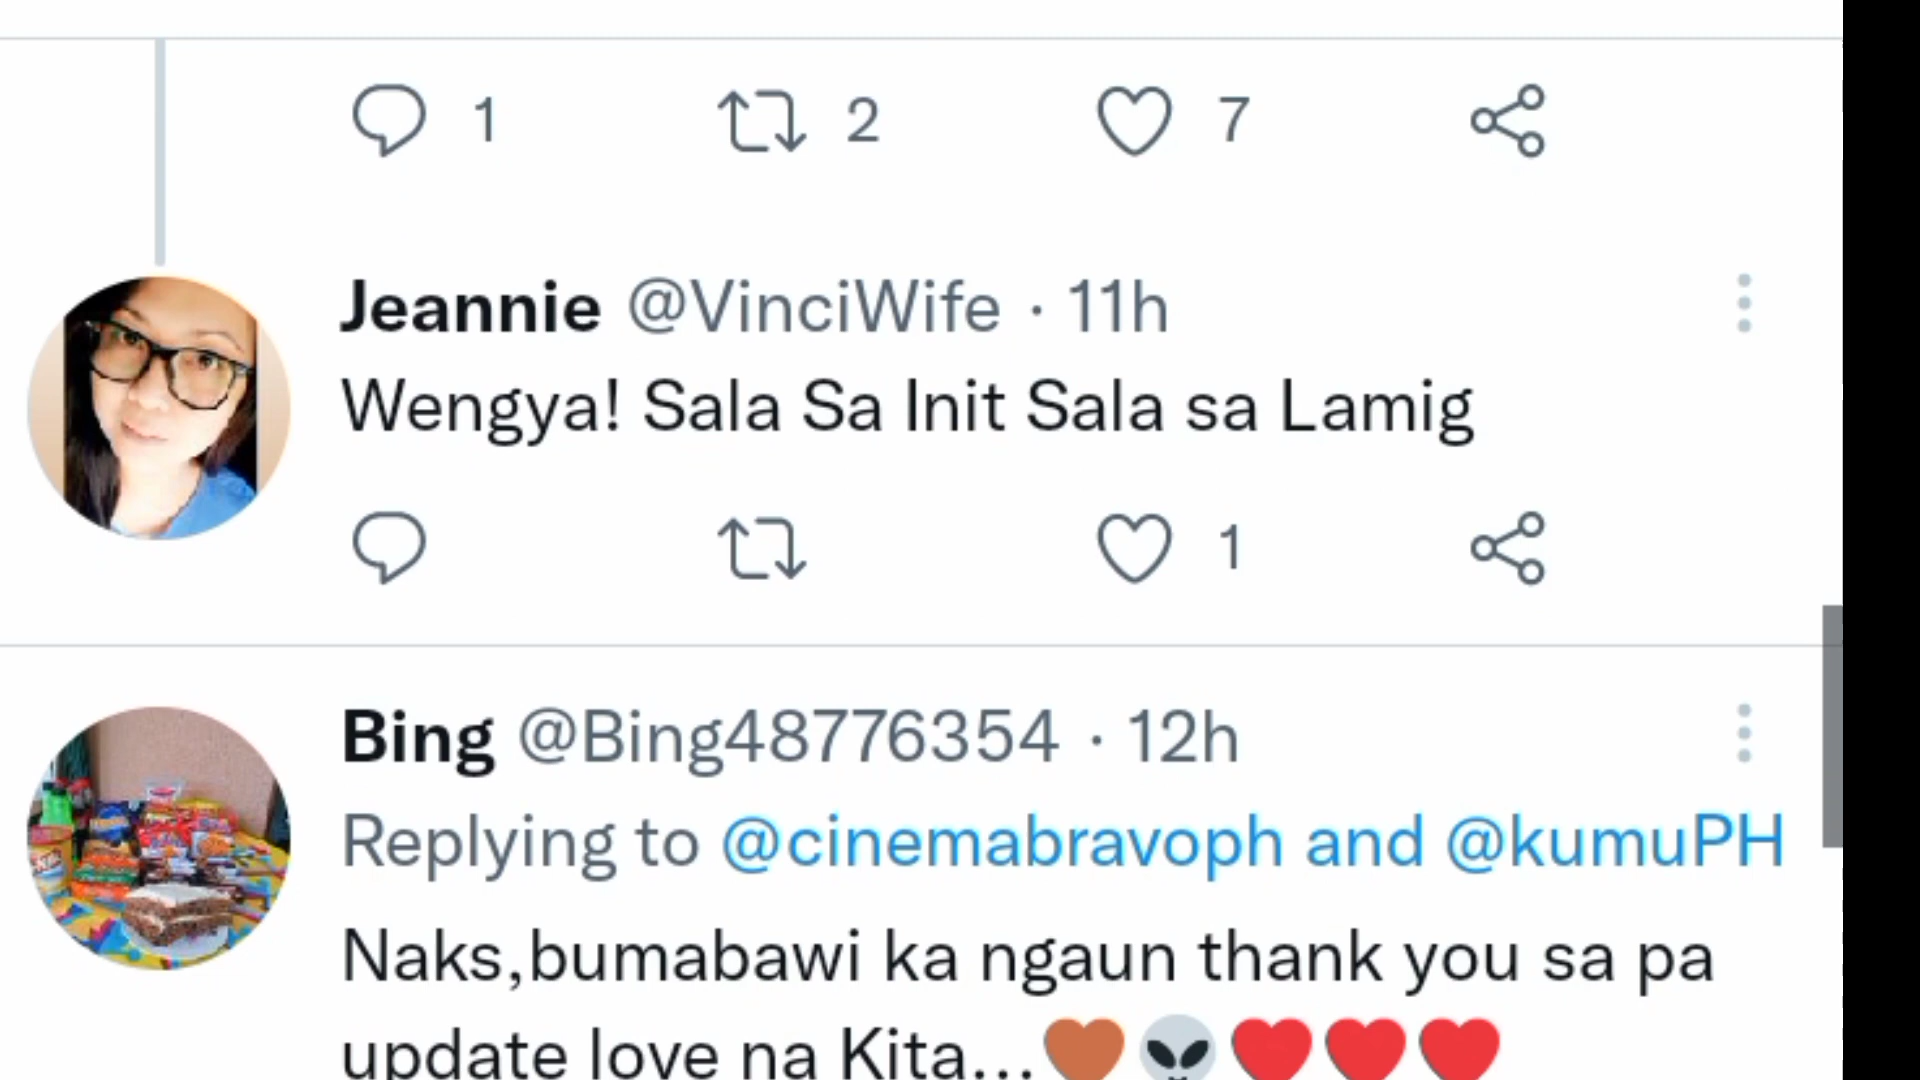 1 2 7
Jeannie @VinciWife · 11h
Wengya! Sala Sa Init Sala sa Lamig
1
Bing @Bing48776354 · 12h
Replying to @cinemabravoph and @kumuPH
Naks,bumabawi ka ngaun thank you sa pa
update love na Kita...🤎👽❤️❤️❤️